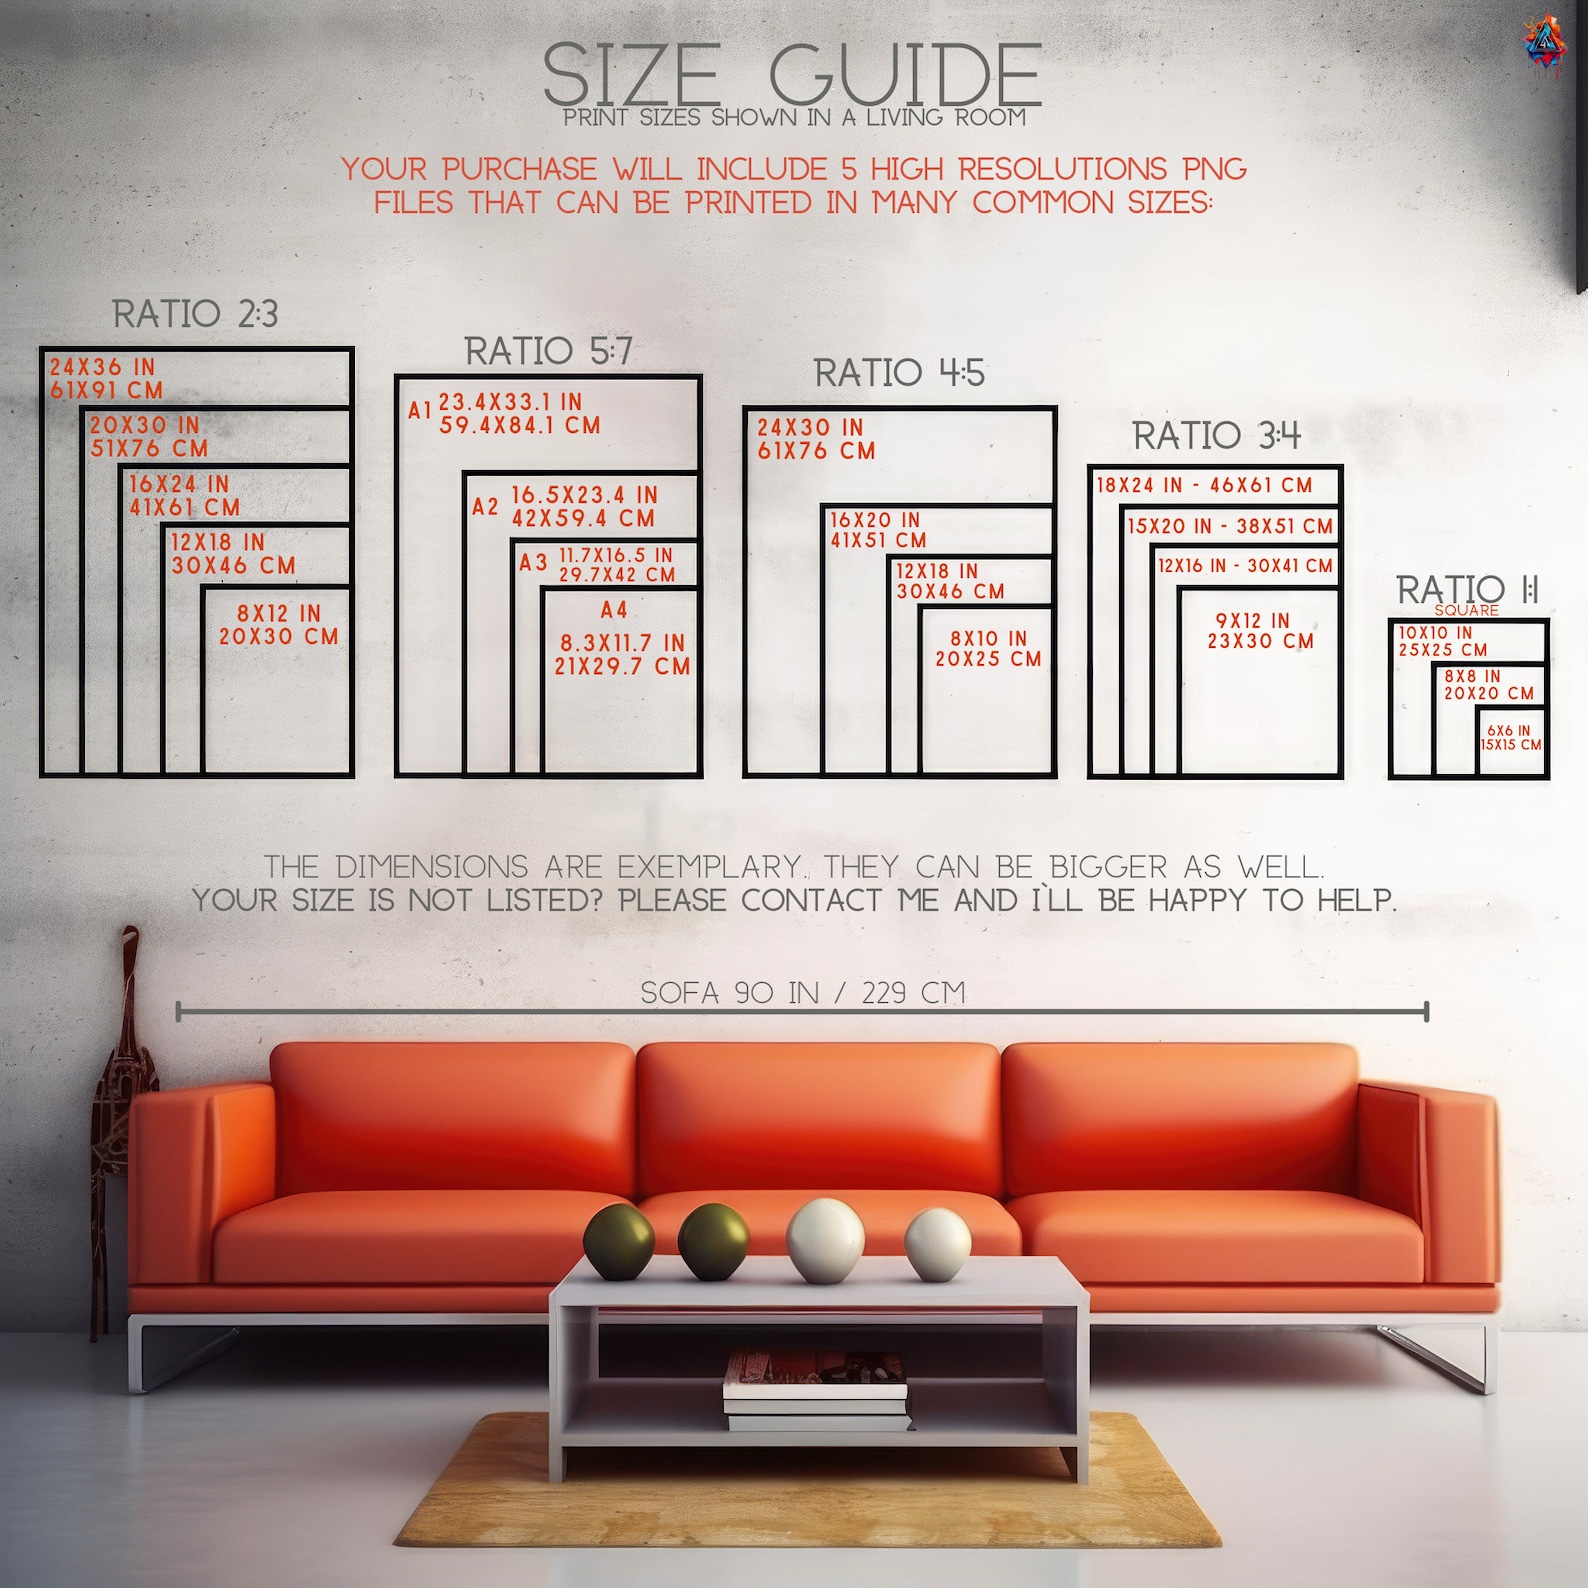 SIZE GUIDE
PRINT SIZES SHOWN IN A LIVING ROOM
YOUR PURCHASE WILL INCLUDE 5 HIGH RESOLUTIONS PNG
FILES THAT CAN BE PRINTED IN MANY COMMON SIZES:
RATIO 2:3
24X36 IN
61X91 CM
20X30 IN
51X76 CM
16X24 IN
41X61 CM
12X18 IN
30X46 CM
8X12 IN
20X30 CM
RATIO 5:7
A1 23.4X33.1 IN
59.4X84.1 CM
A2 16.5X23.4 IN
42X59.4 CM
A3 11.7X16.5 IN
29.7X42 CM
A4
8.3X11.7 IN
21X29.7 CM
RATIO 4:5
24X30 IN
61X76 CM
16X20 IN
41X51 CM
12X18 IN
30X46 CM
8X10 IN
20X25 CM
RATIO 3:4
18X24 IN - 46X61 CM
15X20 IN - 38X51 CM
12X16 IN - 30X41 CM
9X12 IN
23X30 CM
RATIO 1:1
SQUARE
10X10 IN
25X25 CM
8X8 IN
20X20 CM
6X6 IN
15X15 CM
THE DIMENSIONS ARE EXEMPLARY. THEY CAN BE BIGGER AS WELL.
YOUR SIZE IS NOT LISTED? PLEASE CONTACT ME AND I`LL BE HAPPY TO HELP.
SOFA 90 IN / 229 CM